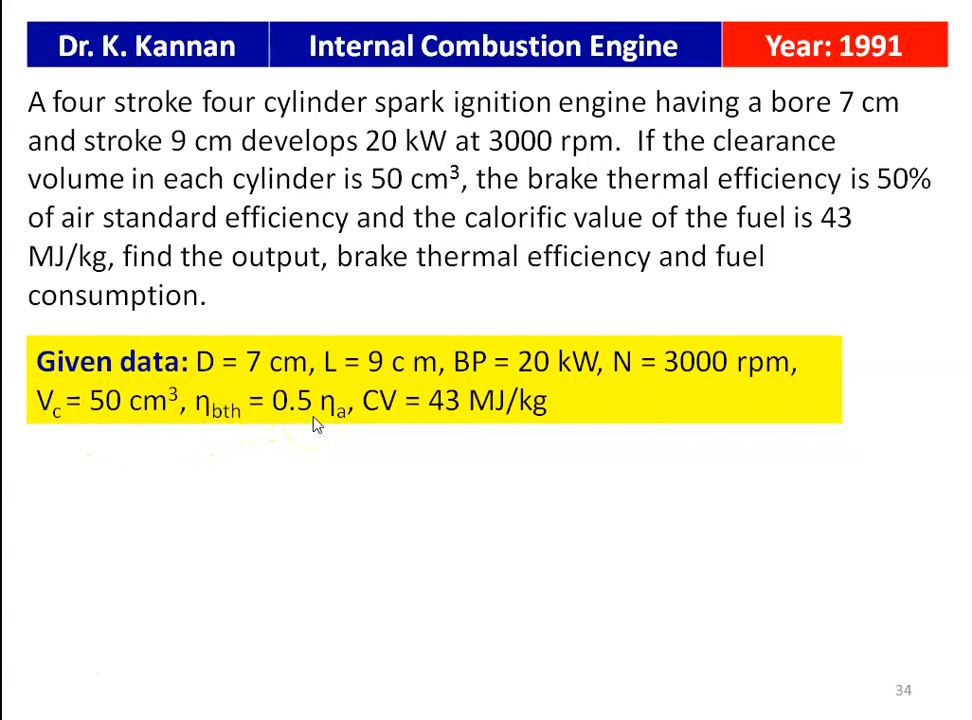 Dr. K. Kannan Internal Combustion Engine Year: 1991
A four stroke four cylinder spark ignition engine having a bore 7 cm
and stroke 9 cm develops 20 kW at 3000 rpm. If the clearance
volume in each cylinder is 50 cm³, the brake thermal efficiency is 50%
of air standard efficiency and the calorific value of the fuel is 43
MJ/kg, find the output, brake thermal efficiency and fuel
consumption.
Given data: D = 7 cm, L = 9 c m, BP = 20 kW, N = 3000 rpm,
Vc = 50 cm³, ηbth = 0.5 ηa, CV = 43 MJ/kg
34